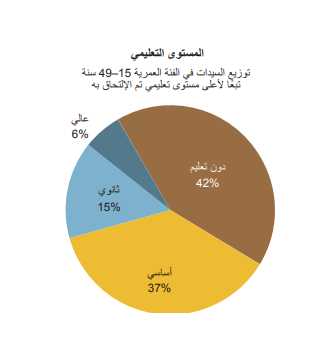 المستوى التعليمي
توزيع السيدات في الفئة العمرية 15–49 سنة
تبعًا لأعلى مستوى تعليمي تم الإلتحاق به
عالي
6%
دون تعليم
42%
ثانوي
15%
أساسي
37%